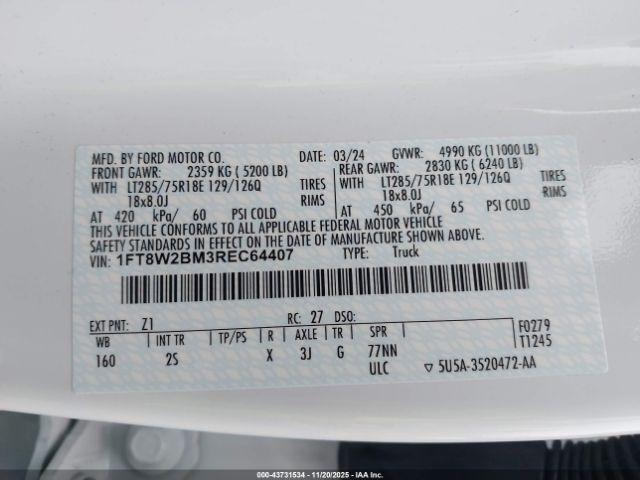 MFD. BY FORD MOTOR CO. DATE: 03/24 GVWR: 4990 KG (11000 LB)
FRONT GAWR: 2359 KG (5200 LB) REAR GAWR: 2830 KG (6240 LB)
WITH LT285/75R18E 129/126Q TIRES WITH LT285/75R18E 129/126Q TIRES
18x8.0J RIMS 18x8.0J RIMS
AT 420 kPa/ 60 PSI COLD AT 450 kPa/ 65 PSI COLD
THIS VEHICLE CONFORMS TO ALL APPLICABLE FEDERAL MOTOR VEHICLE
SAFETY STANDARDS IN EFFECT ON THE DATE OF MANUFACTURE SHOWN ABOVE.
VIN: 1FT8W2BM3REC64407 TYPE: Truck
EXT PNT: Z1 RC: 27 DSO: F0279
WB INT TR TP/PS R AXLE TR SPR T1245
160 2S X 3J G 77NN
ULC ▽ 5U5A-3520472-AA
000-43731534 | 11/20/2025 | IAA Inc.